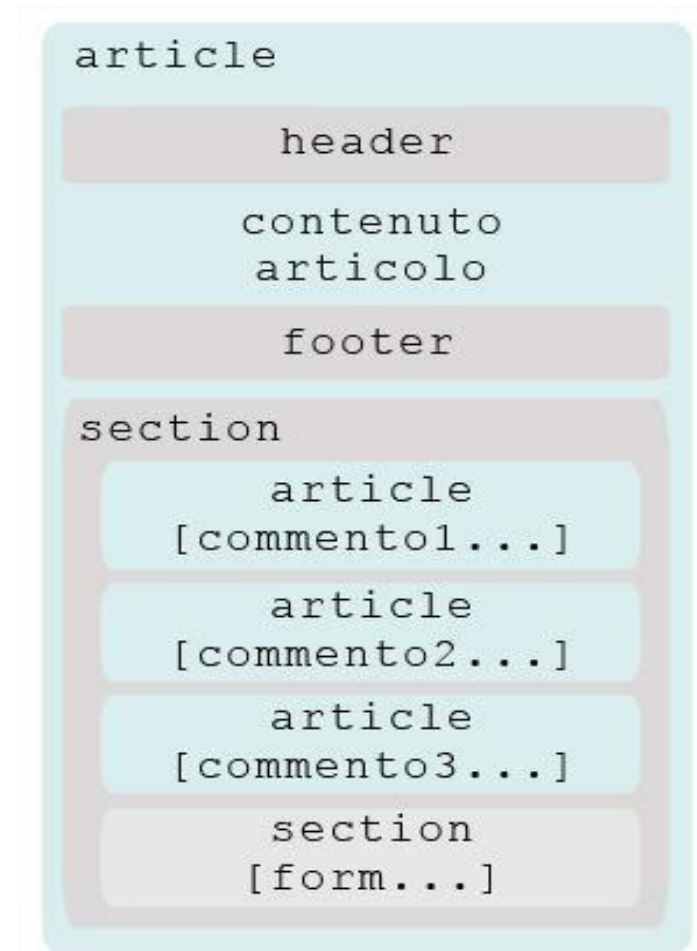 article
header
contenuto
articolo
footer
section
article
[commento1...]
article
[commento2...]
article
[commento3...]
section
[form...]